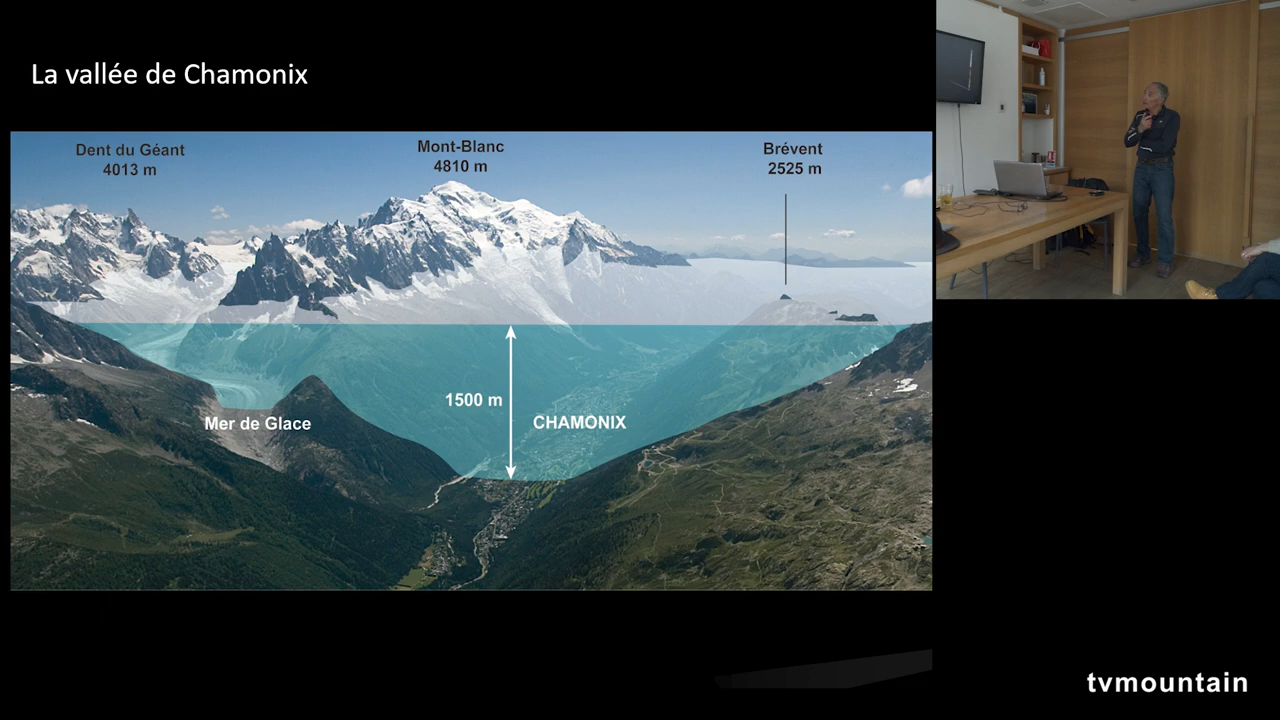 La vallée de Chamonix
Dent du Géant
4013 m
Mont-Blanc
4810 m
Brévent
2525 m
1500 m
CHAMONIX
Mer de Glace
tvmountain